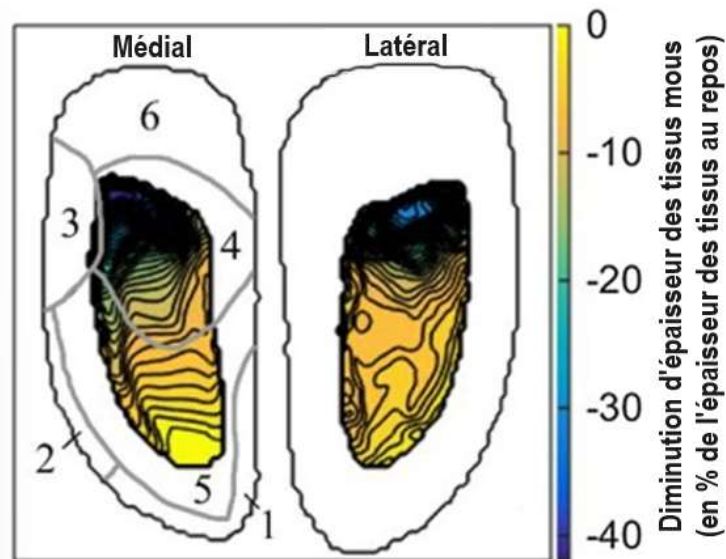 Médial
Latéral
6
3
4
2
5
1
0
-10
-20
-30
-40
Diminution d'épaisseur des tissus mous
(en % de l'épaisseur des tissus au repos)